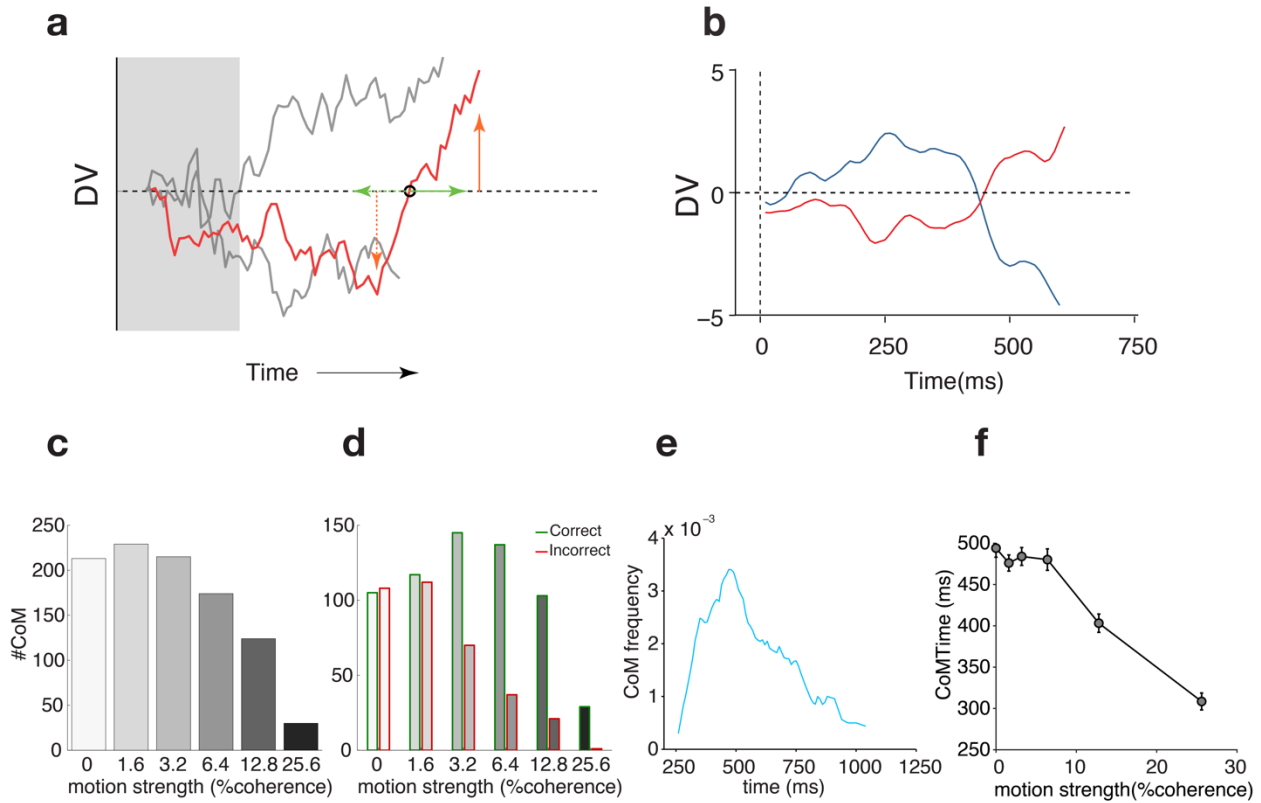 a
DV
Time
b
5
0
−5
DV
0 250 500 750
Time(ms)
c
250
200
150
100
50
0
#CoM
0 1.6 3.2 6.4 12.8 25.6
motion strength (%coherence)
d
150
100
50
0
Correct
Incorrect
0 1.6 3.2 6.4 12.8 25.6
motion strength (%coherence)
e
x 10⁻³
4
3
2
1
0
CoM frequency
250 500 750 1000 1250
time (ms)
f
500
450
400
350
300
250
CoMTime (ms)
0 10 20 30
motion strength(%coherence)